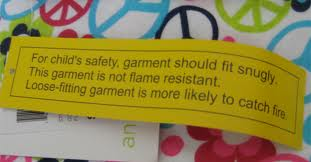 For child's safety, garment should fit snugly.
This garment is not flame resistant.
Loose-fitting garment is more likely to catch fire.
an